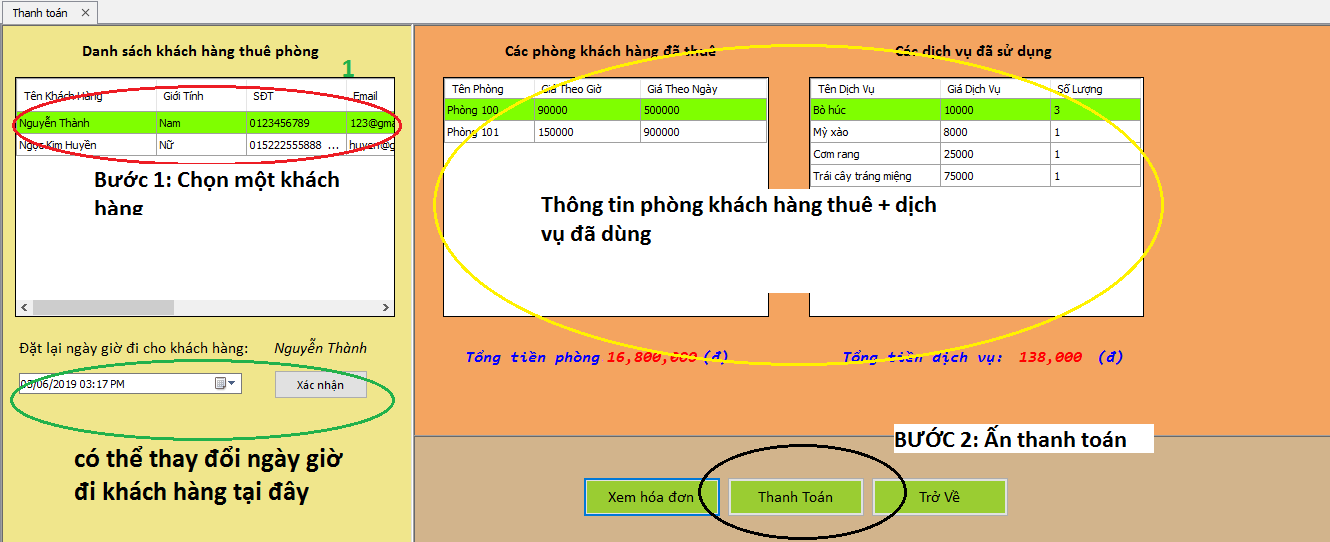 Thanh toán
Danh sách khách hàng thuê phòng
1
Tên Khách Hàng Giới Tính SĐT Email
Nguyễn Thành Nam 0123456789 123@gma
Ngọc Kim Huyền Nữ 015222555888 ... huyen@g
Bước 1: Chọn một khách
hàng
Đặt lại ngày giờ đi cho khách hàng: Nguyễn Thành
03/06/2019 03:17 PM Xác nhận
có thể thay đổi ngày giờ
đi khách hàng tại đây
Các phòng khách hàng đã thuê
Tên Phòng Giá Theo Giờ Giá Theo Ngày
Phòng 100 90000 500000
Phòng 101 150000 900000
Các dịch vụ đã sử dụng
Tên Dịch Vụ Giá Dịch Vụ Số Lượng
Bò húc 10000 3
Mỳ xào 8000 1
Cơm rang 25000 1
Trái cây tráng miệng 75000 1
Thông tin phòng khách hàng thuê + dịch
vụ đã dùng
Tổng tiền phòng 16,800,000 (đ)
Tổng tiền dịch vụ: 138,000 (đ)
BƯỚC 2: Ấn thanh toán
Xem hóa đơn Thanh Toán Trở Về